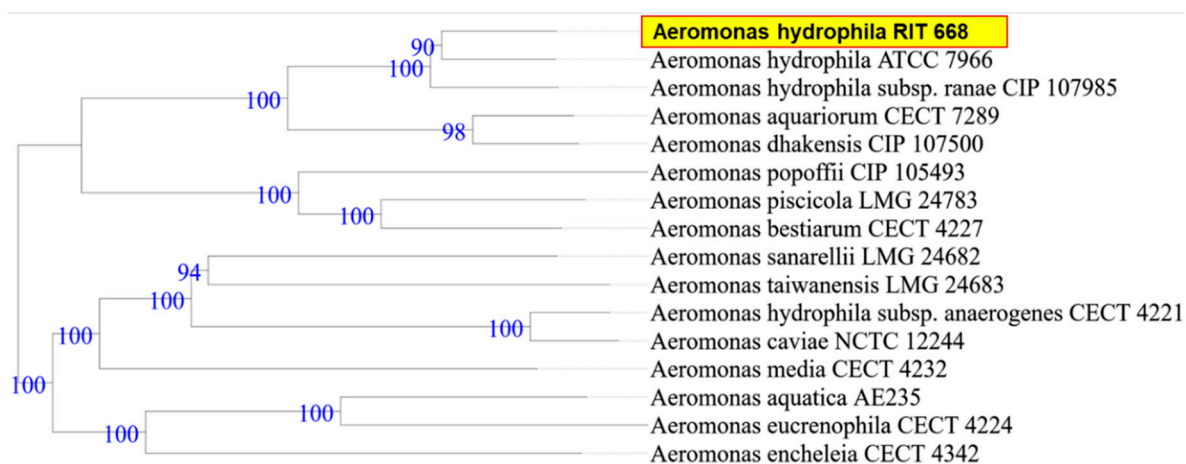 Aeromonas hydrophila RIT 668
90
Aeromonas hydrophila ATCC 7966
100
Aeromonas hydrophila subsp. ranae CIP 107985
100
Aeromonas aquariorum CECT 7289
98
Aeromonas dhakensis CIP 107500
Aeromonas popoffii CIP 105493
100
Aeromonas piscicola LMG 24783
100
Aeromonas bestiarum CECT 4227
Aeromonas sanarellii LMG 24682
94
Aeromonas taiwanensis LMG 24683
100
Aeromonas hydrophila subsp. anaerogenes CECT 4221
100
100
Aeromonas caviae NCTC 12244
Aeromonas media CECT 4232
100
Aeromonas aquatica AE235
100
Aeromonas eucrenophila CECT 4224
100
Aeromonas encheleia CECT 4342